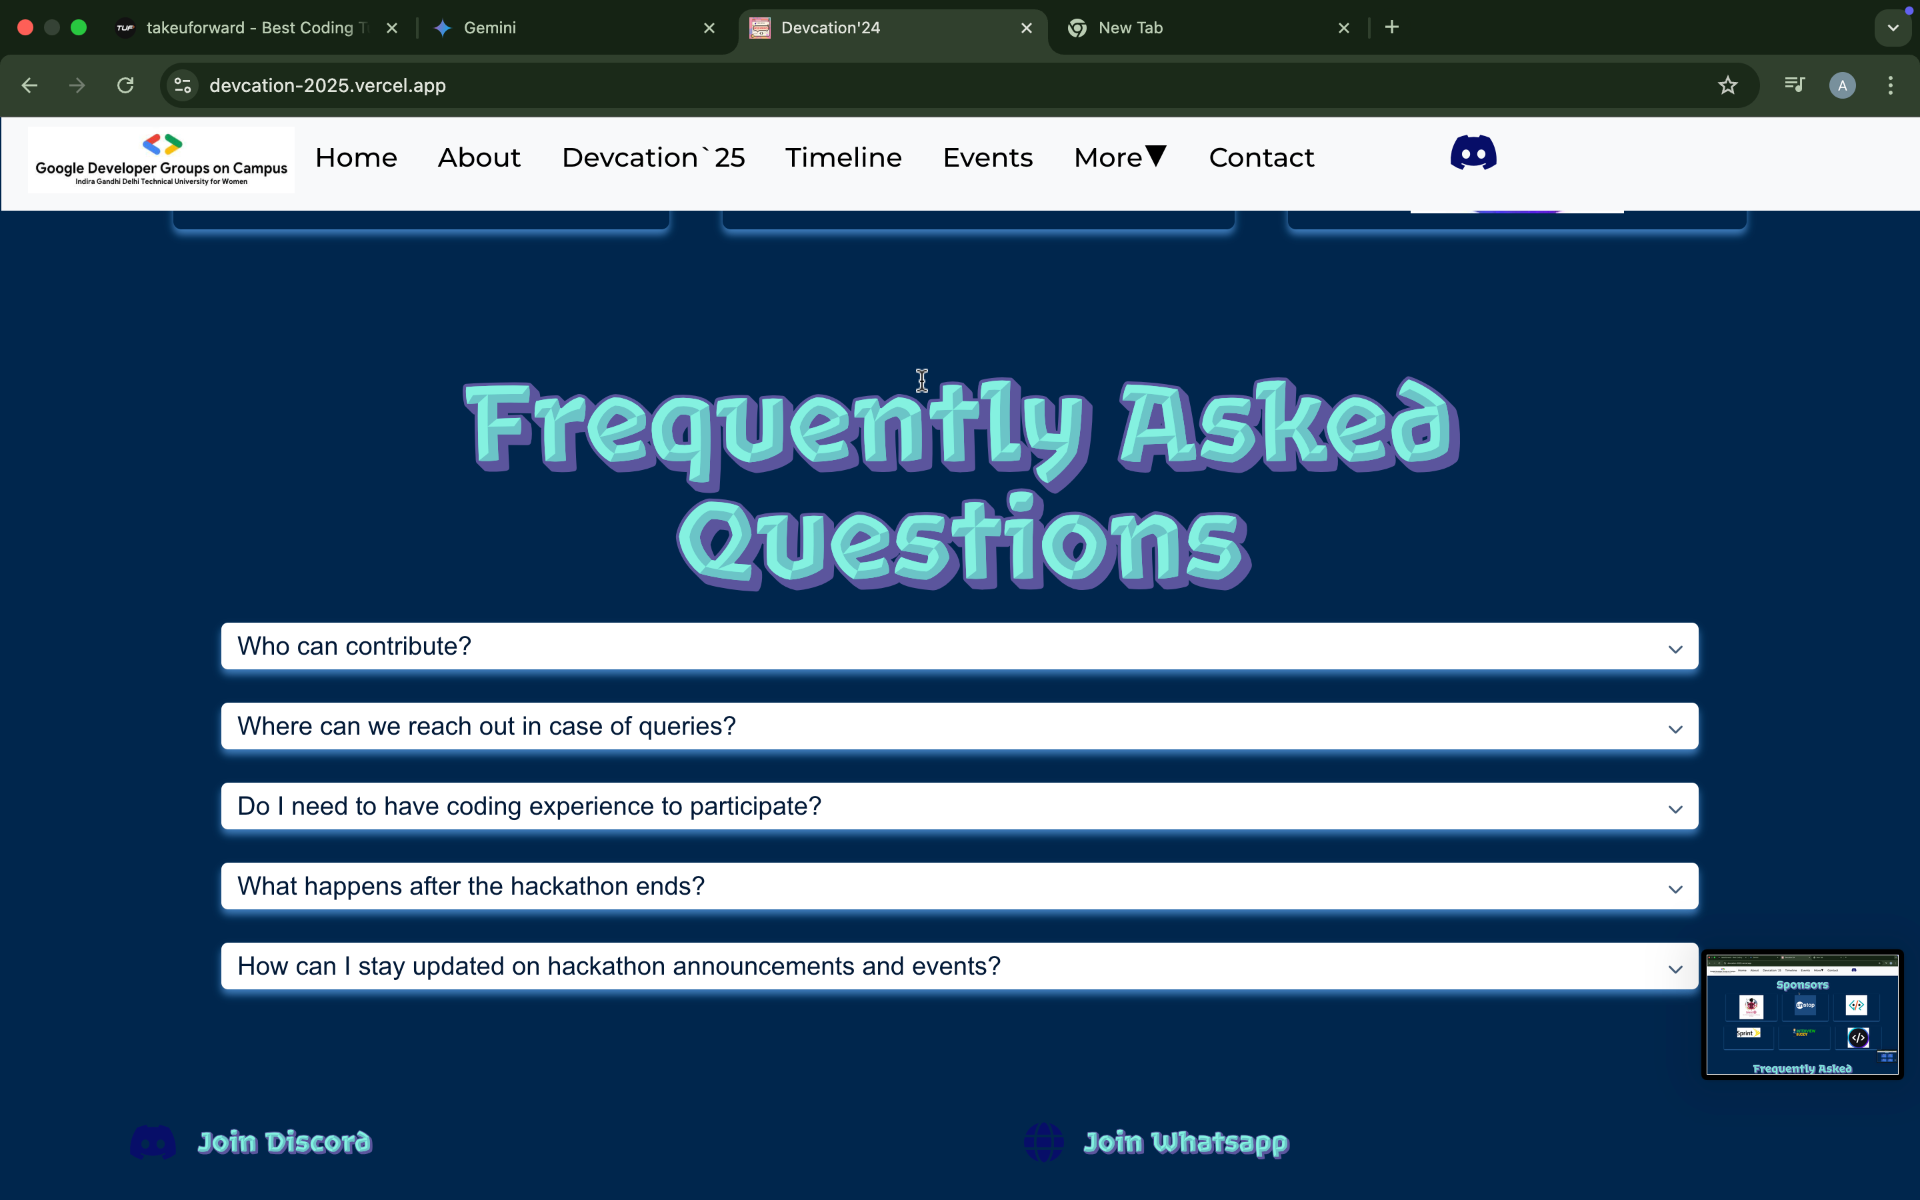 takeuforward - Best Coding T
Gemini
Devcation'24
New Tab
devcation-2025.vercel.app
A
Google Developer Groups on Campus
Indira Gandhi Delhi Technical University for Women
Home
About
Devcation`25
Timeline
Events
More▼
Contact
Frequently Asked
Questions
Who can contribute?
Where can we reach out in case of queries?
Do I need to have coding experience to participate?
What happens after the hackathon ends?
How can I stay updated on hackathon announcements and events?
Sponsors
Sprint
Frequently Asked
Join Discord
Join Whatsapp